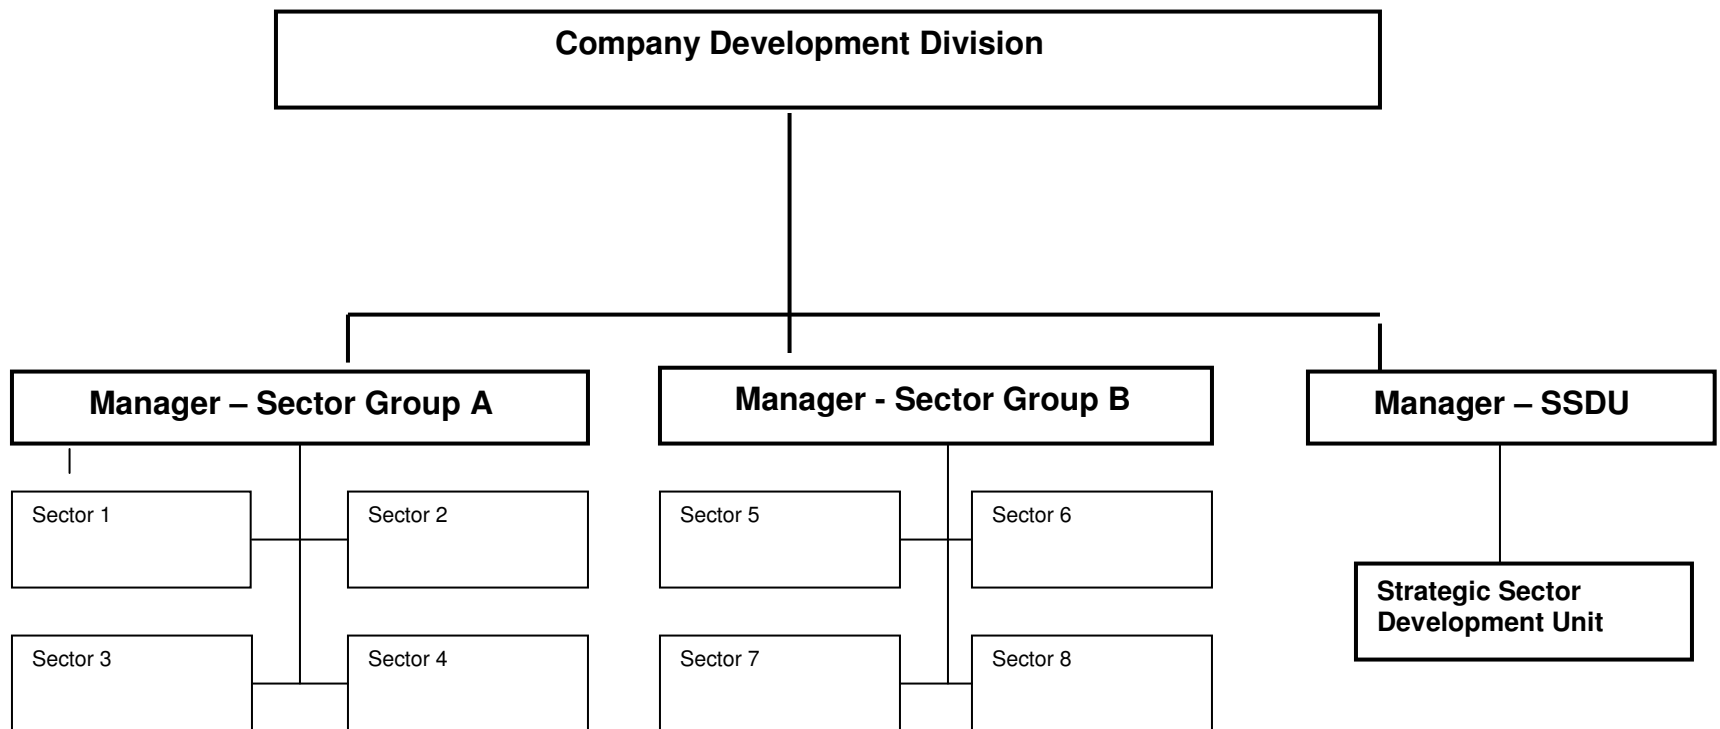 Company Development Division
Manager – Sector Group A
Manager - Sector Group B
Manager – SSDU
Sector 1
Sector 2
Sector 5
Sector 6
Strategic Sector
Development Unit
Sector 3
Sector 4
Sector 7
Sector 8